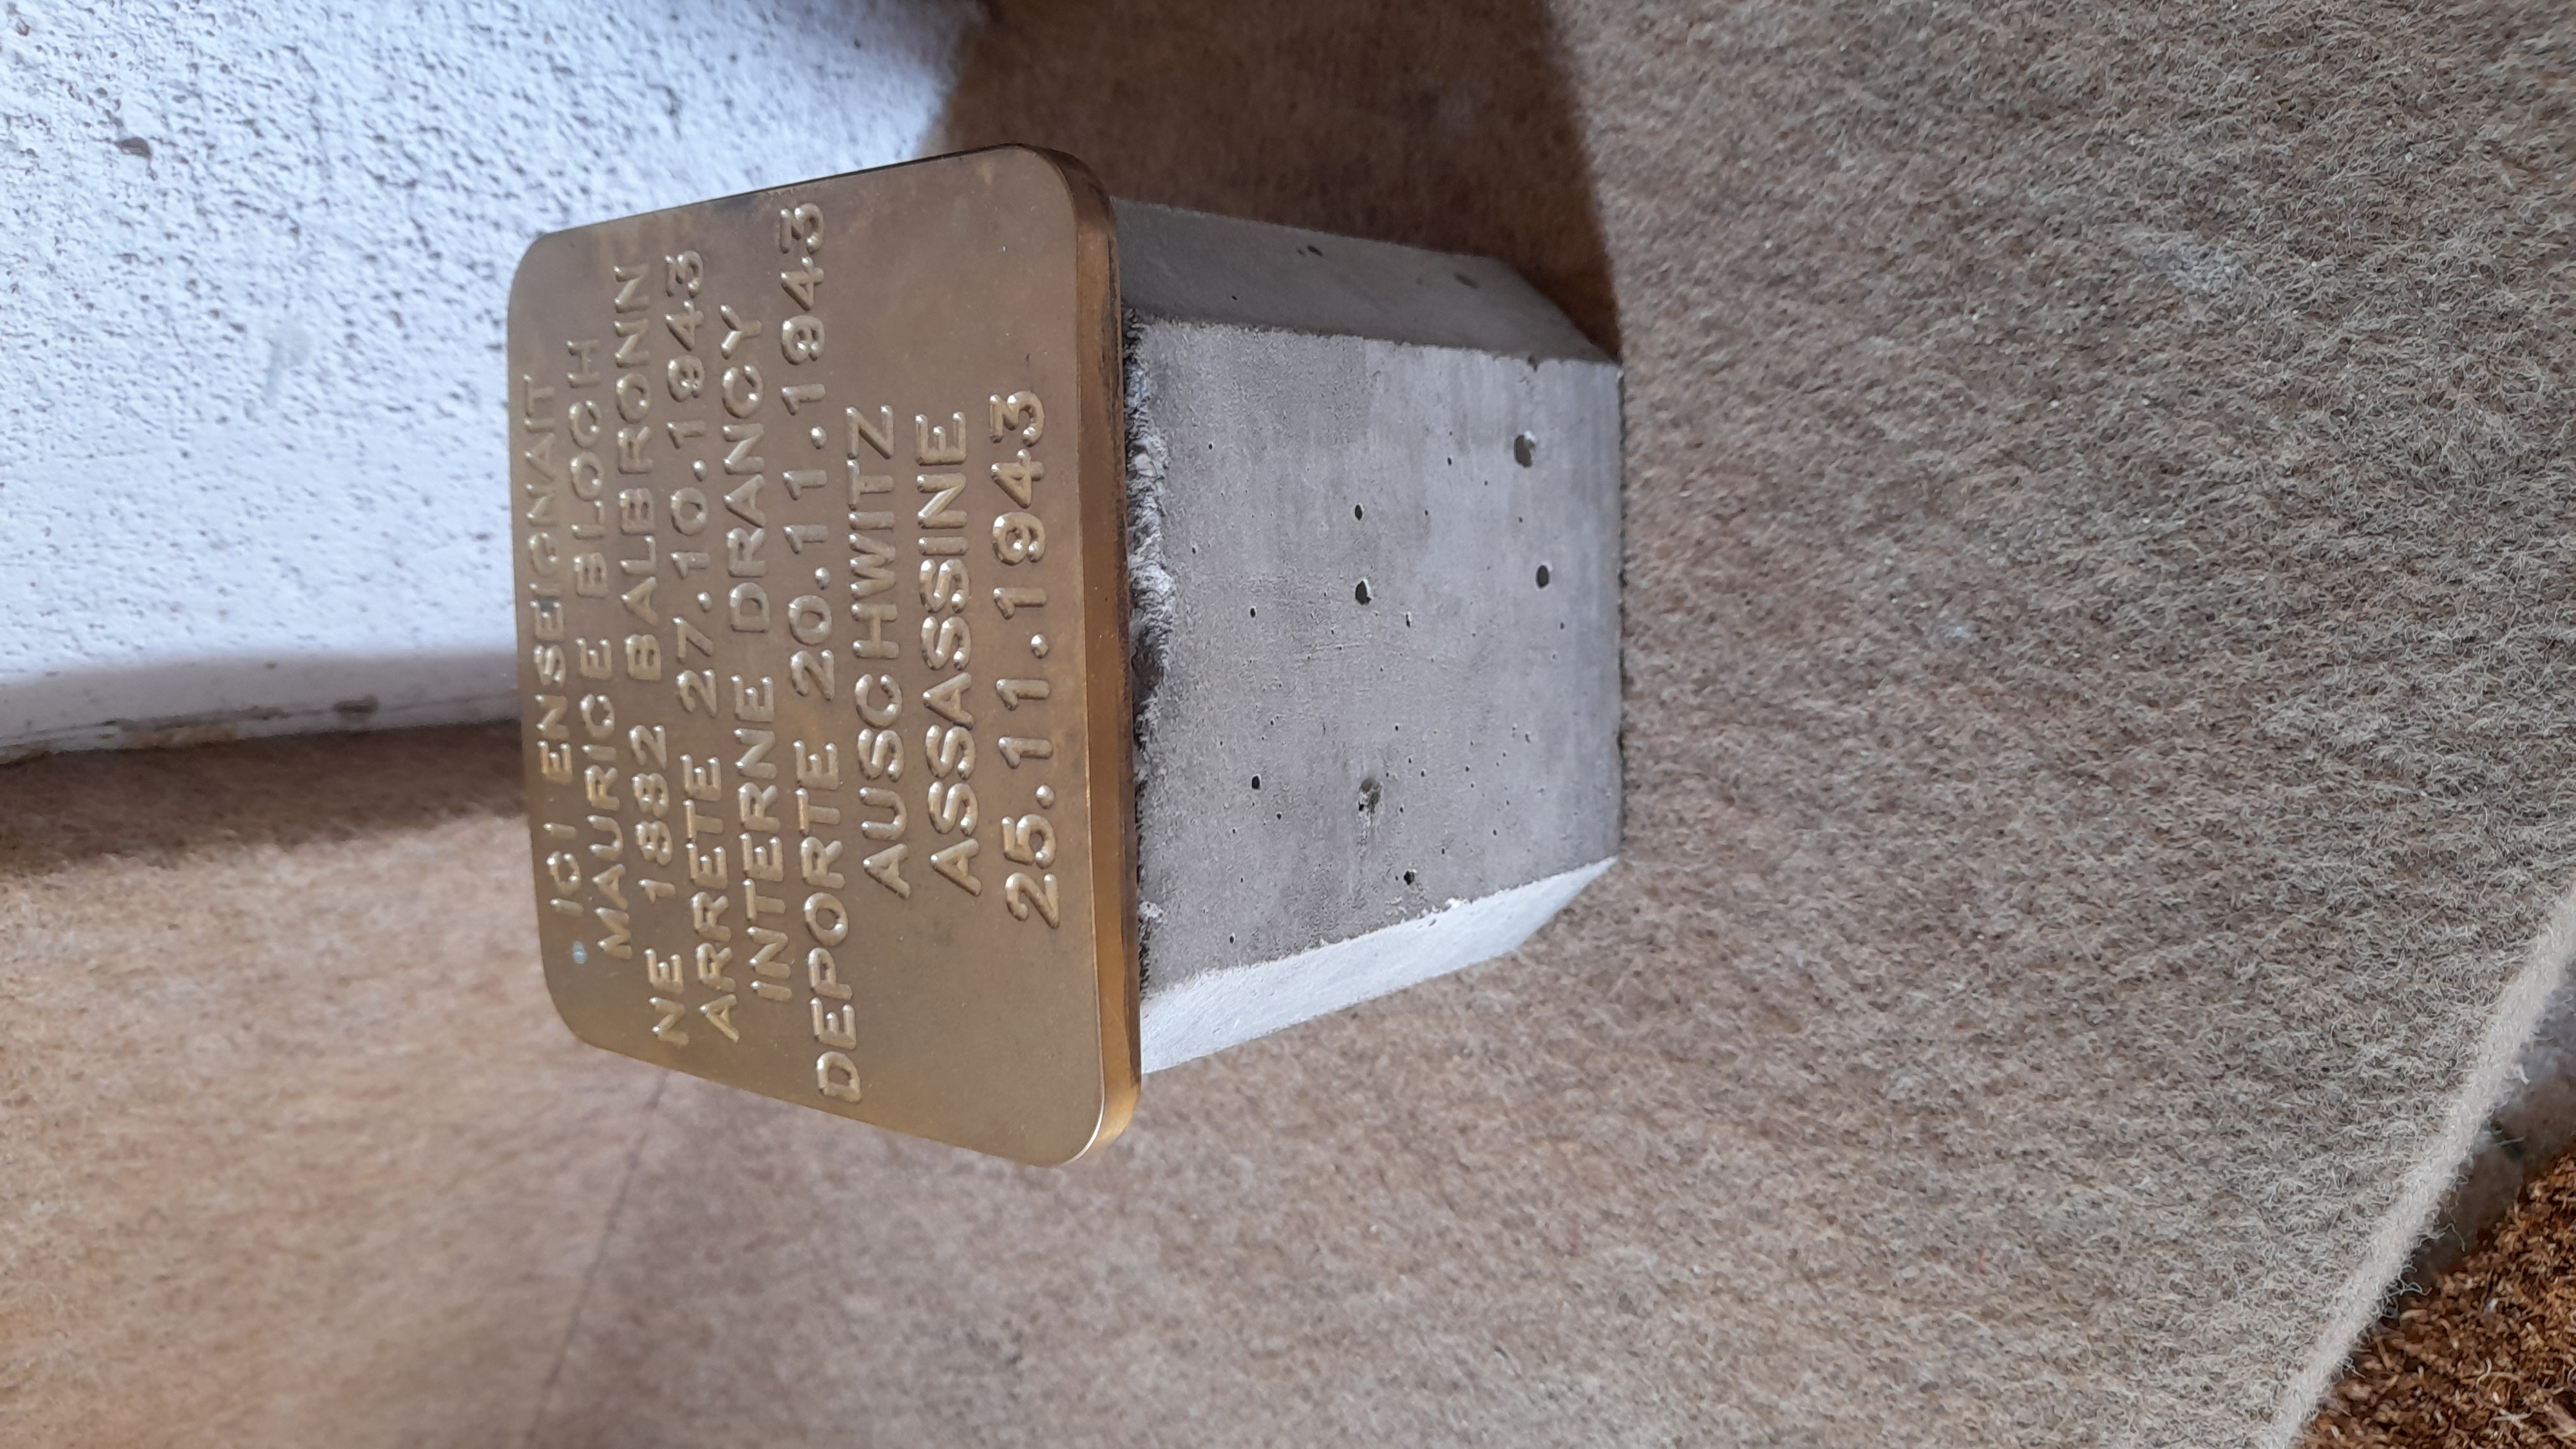 ICI ENSEIGNAIT
MAURICE BLOCH
NE 1882 BALBRONN
ARRETE 27.10.1943
INTERNE DRANCY
DEPORTE 20.11.1943
AUSCHWITZ
ASSASSINE
25.11.1943